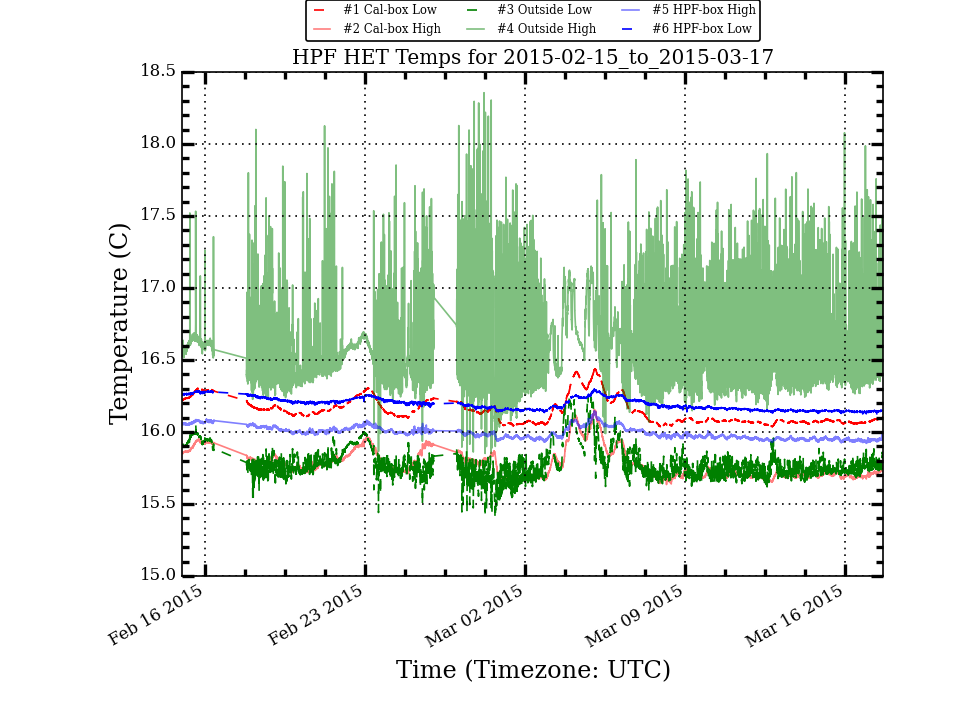 #1 Cal-box Low #3 Outside Low #5 HPF-box High
#2 Cal-box High #4 Outside High #6 HPF-box Low
HPF HET Temps for 2015-02-15_to_2015-03-17
18.5
18.0
17.5
17.0
16.5
16.0
15.5
15.0
Temperature (C)
Feb 16 2015 Feb 23 2015 Mar 02 2015 Mar 09 2015 Mar 16 2015
Time (Timezone: UTC)